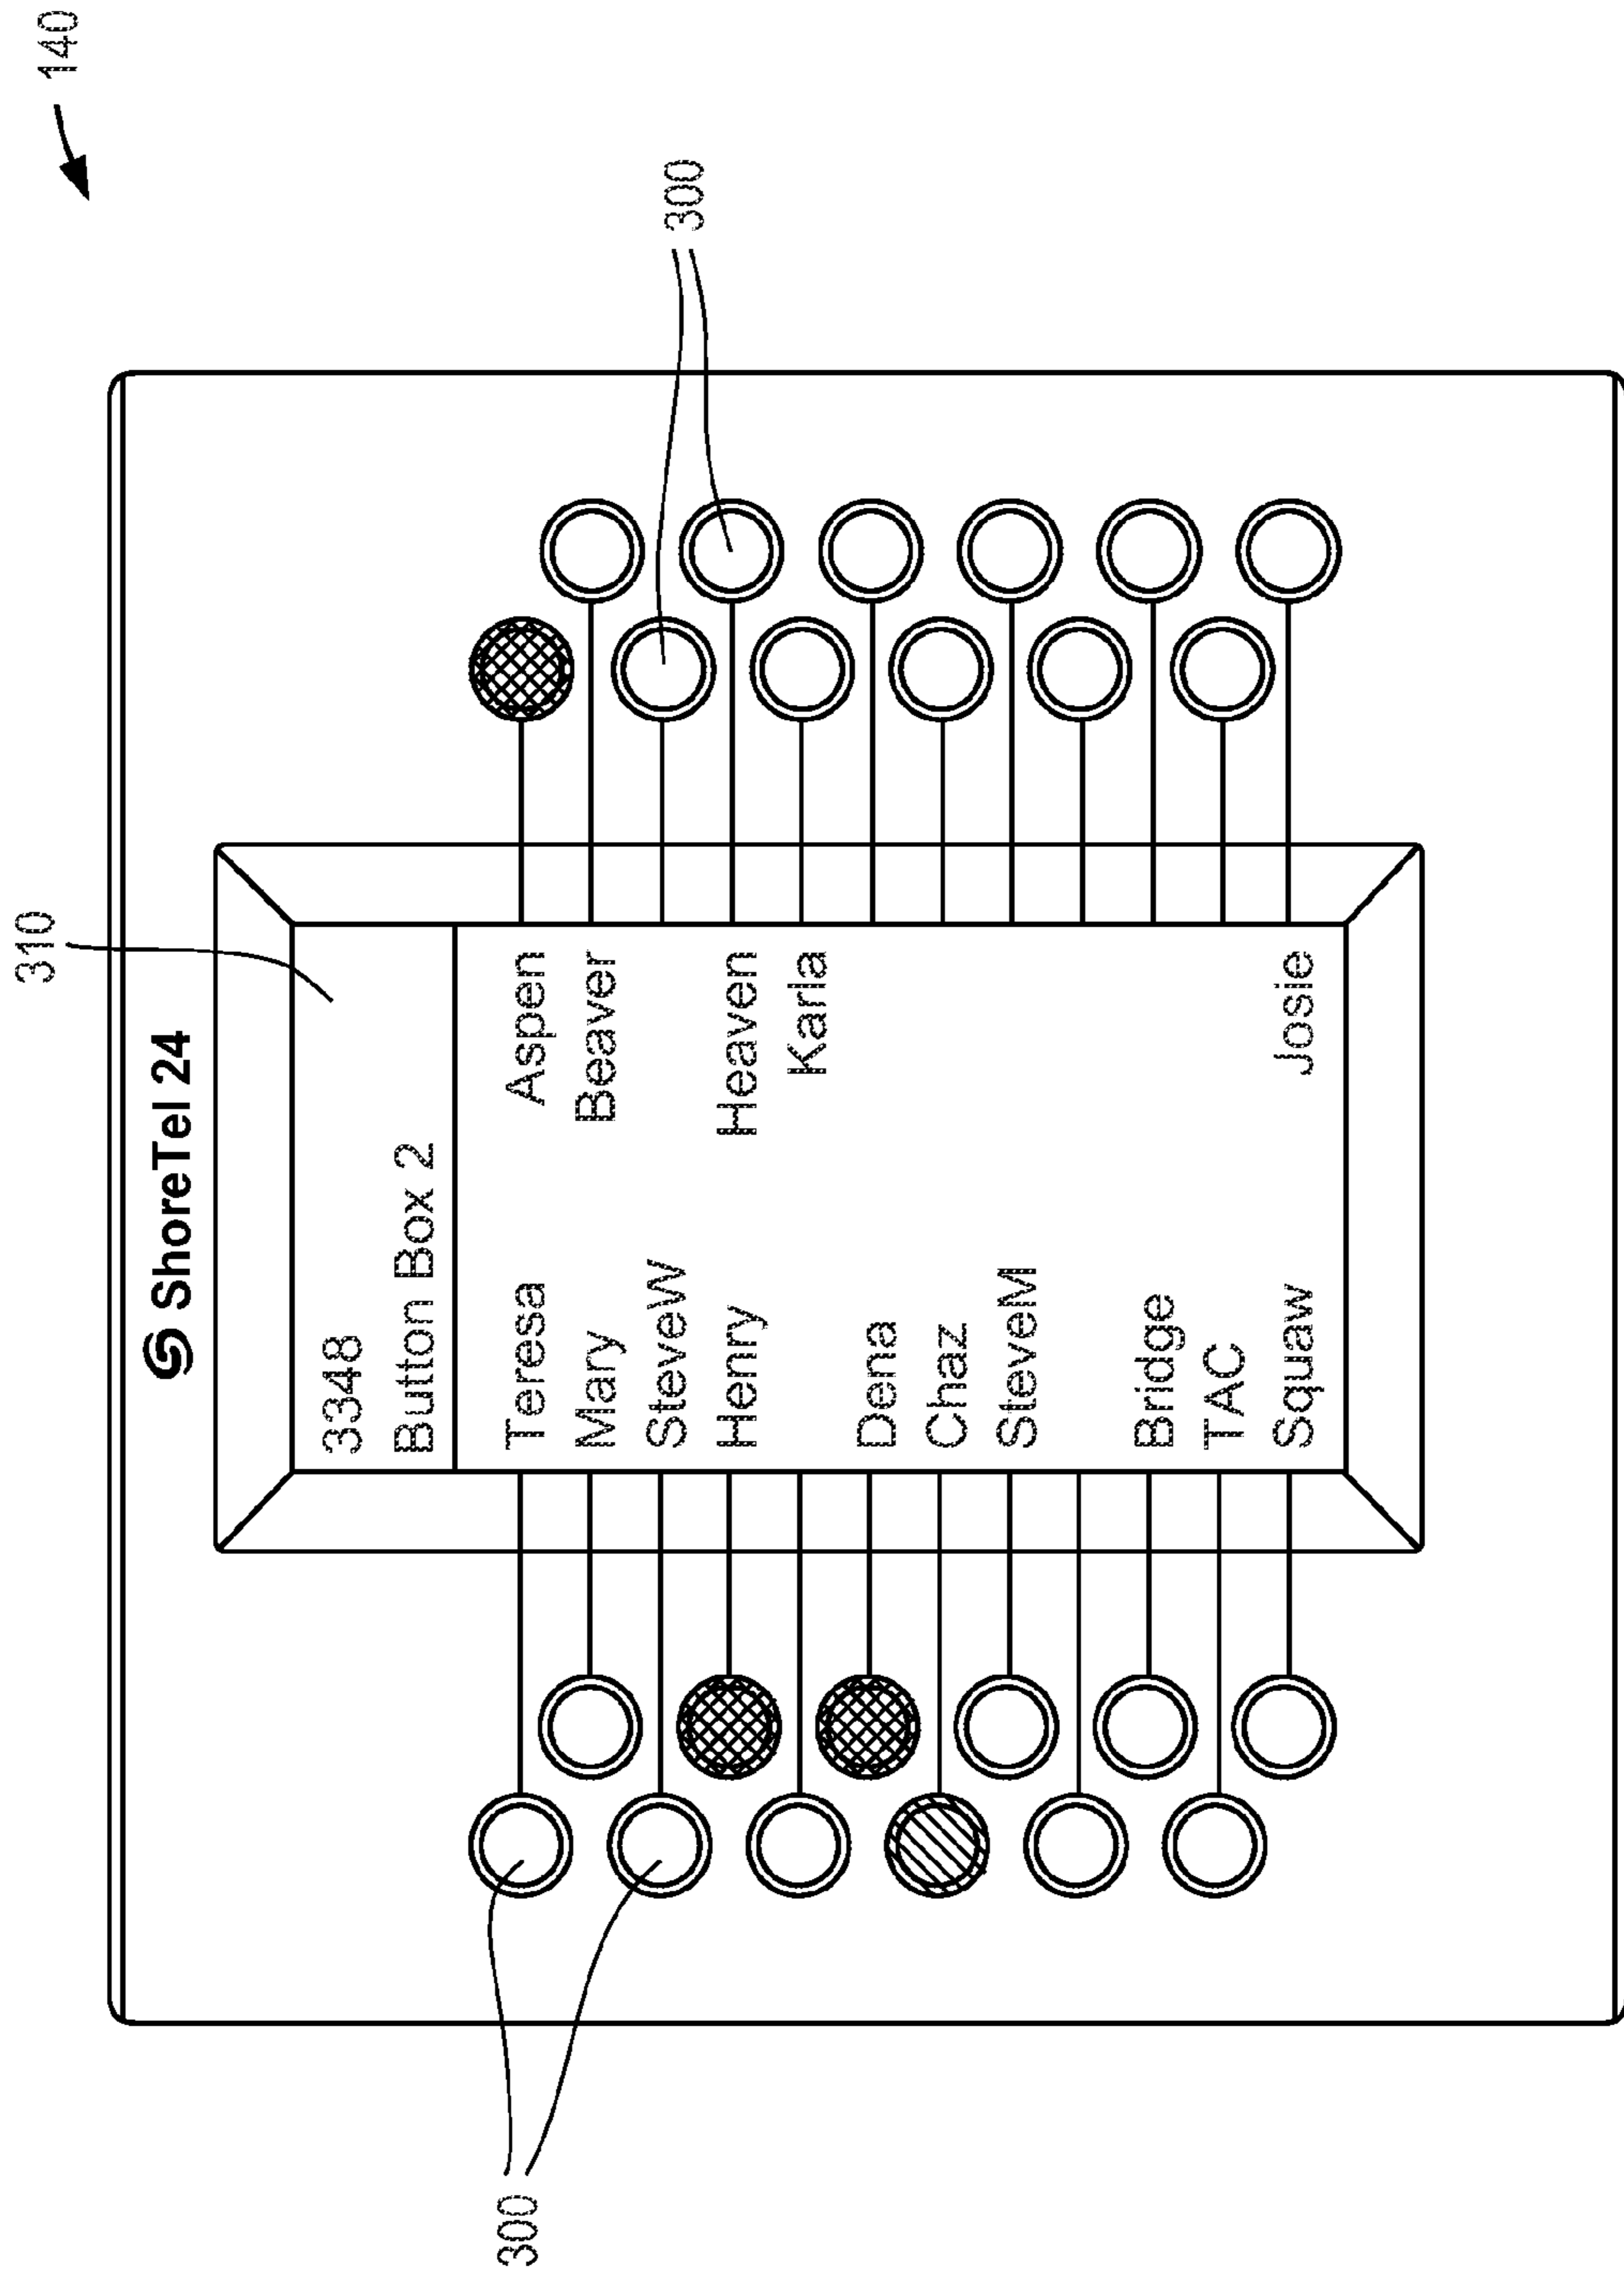 140
310
ShoreTel 24
300
3348
Button Box 2
Teresa Aspen
Mary Beaver
SteveW
Henry Heaven
Karla
Dena
Chaz
SteveM
Bridge
TAC
Squaw Josie
300